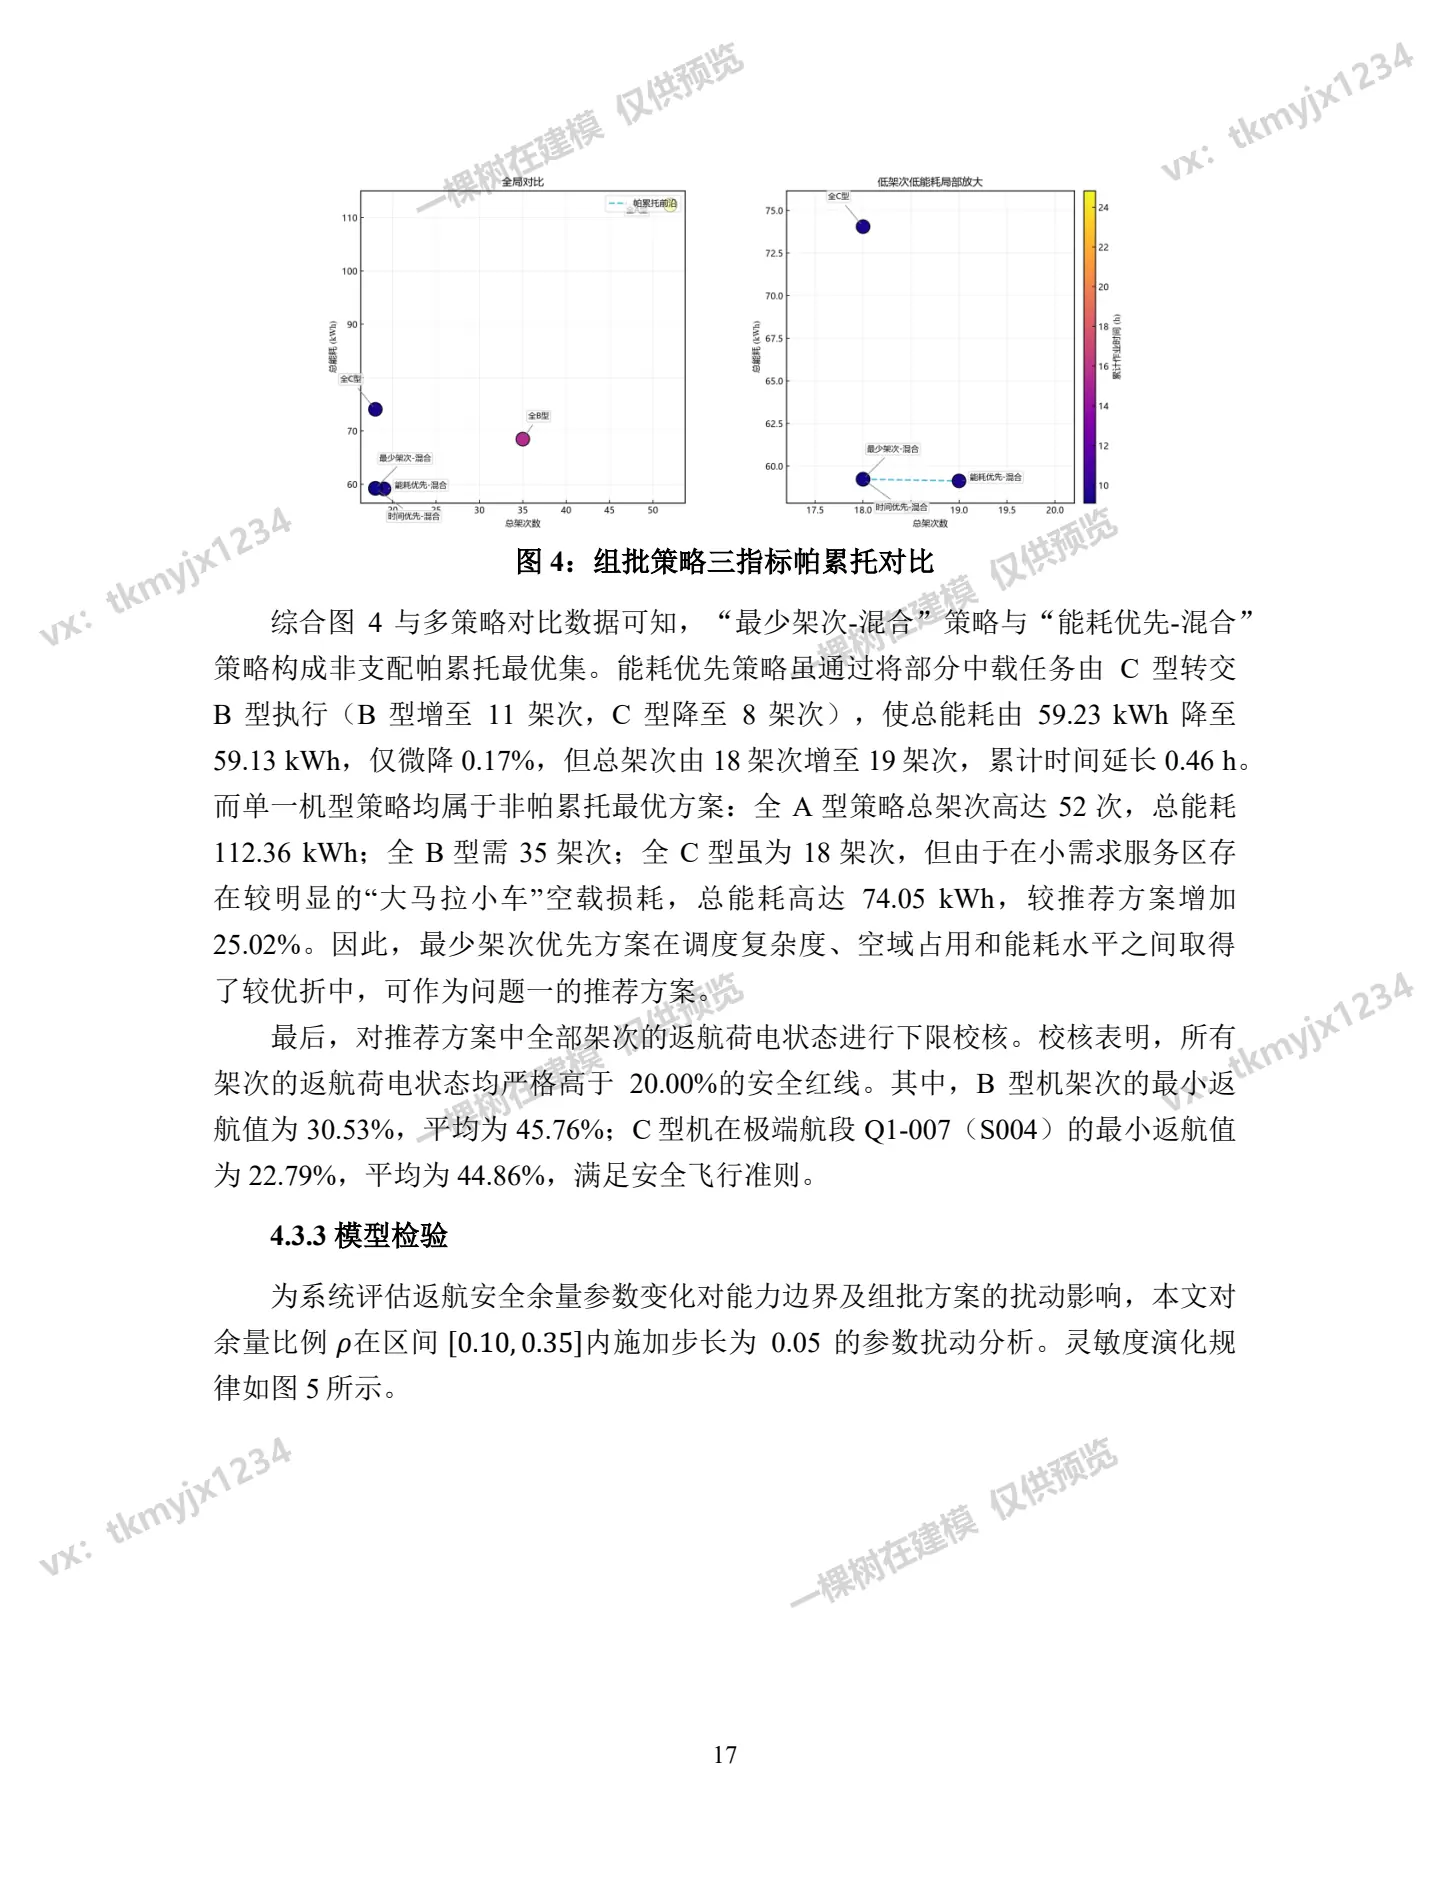 一棵树在建模 仅供预览
vx: tkmyjx1234
全局对比
帕累托前沿
110
100
90
70
60
总能耗 (kWh)
全C型
全B型
最少架次-混合
能耗优先-混合
时间优先-混合
20 25 30 35 40 45 50
总架次数
低架次低能耗局部放大
全C型
75.0
72.5
70.0
67.5
65.0
62.5
60.0
总能耗 (kWh)
最少架次-混合
能耗优先-混合
时间优先-混合
17.5 18.0 19.0 19.5 20.0
总架次数
24
22
20
18
16
14
12
10
累计作业时间 (h)
图 4：组批策略三指标帕累托对比
vx: tkmyjx1234
一棵树在建模 仅供预览
综合图 4 与多策略对比数据可知，“最少架次-混合”策略与“能耗优先-混合”
策略构成非支配帕累托最优集。能耗优先策略虽通过将部分中载任务由 C 型转交
B 型执行（B 型增至 11 架次，C 型降至 8 架次），使总能耗由 59.23 kWh 降至
59.13 kWh，仅微降 0.17%，但总架次由 18 架次增至 19 架次，累计时间延长 0.46 h。
而单一机型策略均属于非帕累托最优方案：全 A 型策略总架次高达 52 次，总能耗
112.36 kWh；全 B 型需 35 架次；全 C 型虽为 18 架次，但由于在小需求服务区存
在较明显的“大马拉小车”空载损耗，总能耗高达 74.05 kWh，较推荐方案增加
25.02%。因此，最少架次优先方案在调度复杂度、空域占用和能耗水平之间取得
了较优折中，可作为问题一的推荐方案。
一棵树在建模 仅供预览
vx: tkmyjx1234
最后，对推荐方案中全部架次的返航荷电状态进行下限校核。校核表明，所有
架次的返航荷电状态均严格高于 20.00%的安全红线。其中，B 型机架次的最小返
航值为 30.53%，平均为 45.76%；C 型机在极端航段 Q1-007（S004）的最小返航值
为 22.79%，平均为 44.86%，满足安全飞行准则。
4.3.3 模型检验
为系统评估返航安全余量参数变化对能力边界及组批方案的扰动影响，本文对
余量比例 ρ在区间 [0.10, 0.35]内施加步长为 0.05 的参数扰动分析。灵敏度演化规
律如图 5 所示。
vx: tkmyjx1234
一棵树在建模 仅供预览
17